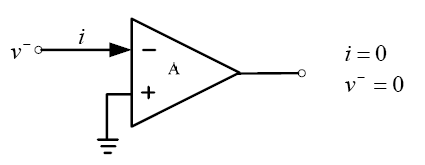 v⁻
i
−
A
+
i = 0
v⁻ = 0